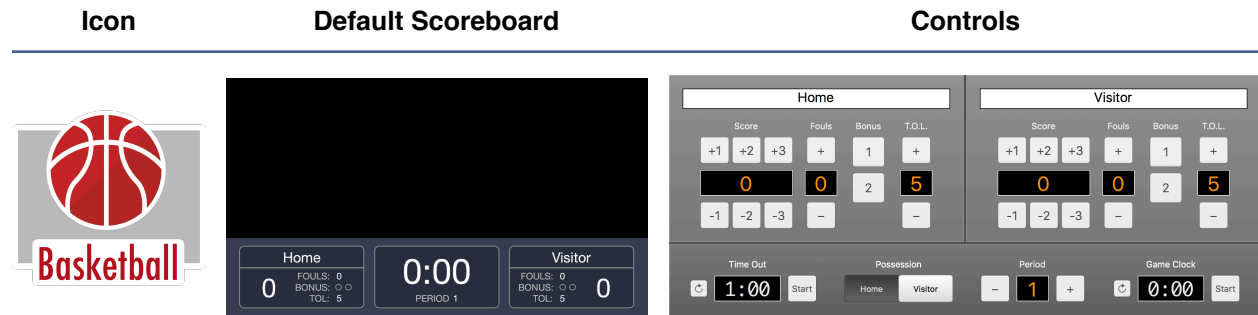 Icon Default Scoreboard Controls
Basketball
Home
0
FOULS: 0
BONUS:
TOL: 5
0:00
PERIOD 1
Visitor
FOULS: 0
BONUS:
TOL: 5
0
Home
Score Fouls Bonus T.O.L.
+1 +2 +3 + 1 +
0 0 2 5
-1 -2 -3 − −
Visitor
Score Fouls Bonus T.O.L.
+1 +2 +3 + 1 +
0 0 2 5
-1 -2 -3 − −
Time Out Possession Period Game Clock
1:00 Start Home Visitor − 1 + 0:00 Start